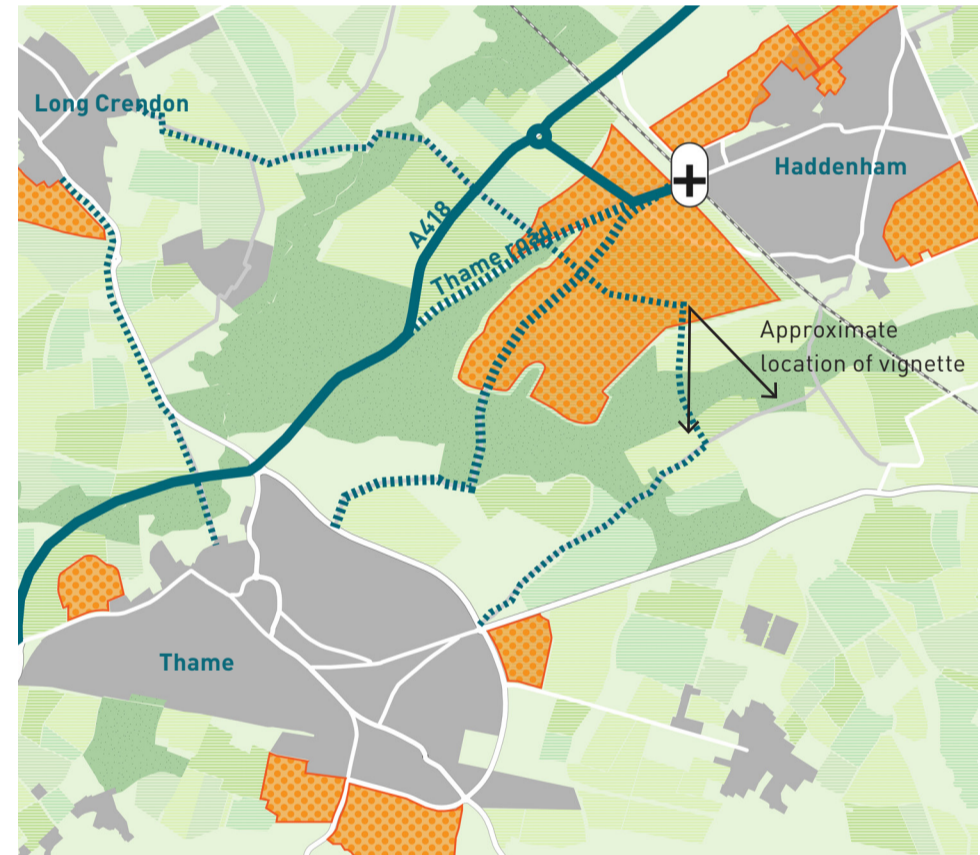 Long Crendon
Haddenham
A418
Thame road
Approximate
location of vignette
Thame